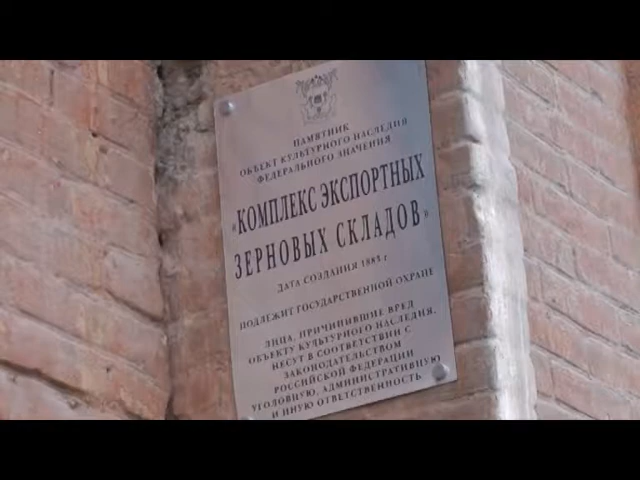 ПАМЯТНИК
ОБЪЕКТ КУЛЬТУРНОГО НАСЛЕДИЯ
ФЕДЕРАЛЬНОГО ЗНАЧЕНИЯ
«КОМПЛЕКС ЭКСПОРТНЫХ
ЗЕРНОВЫХ СКЛАДОВ»
ДАТА СОЗДАНИЯ 1885 г
ПОДЛЕЖИТ ГОСУДАРСТВЕННОЙ ОХРАНЕ
ЛИЦА, ПРИЧИНИВШИЕ ВРЕД
ОБЪЕКТУ КУЛЬТУРНОГО НАСЛЕДИЯ,
НЕСУТ В СООТВЕТСТВИИ С
ЗАКОНОДАТЕЛЬСТВОМ
РОССИЙСКОЙ ФЕДЕРАЦИИ
УГОЛОВНУЮ, АДМИНИСТРАТИВНУЮ
И ИНУЮ ОТВЕТСТВЕННОСТЬ